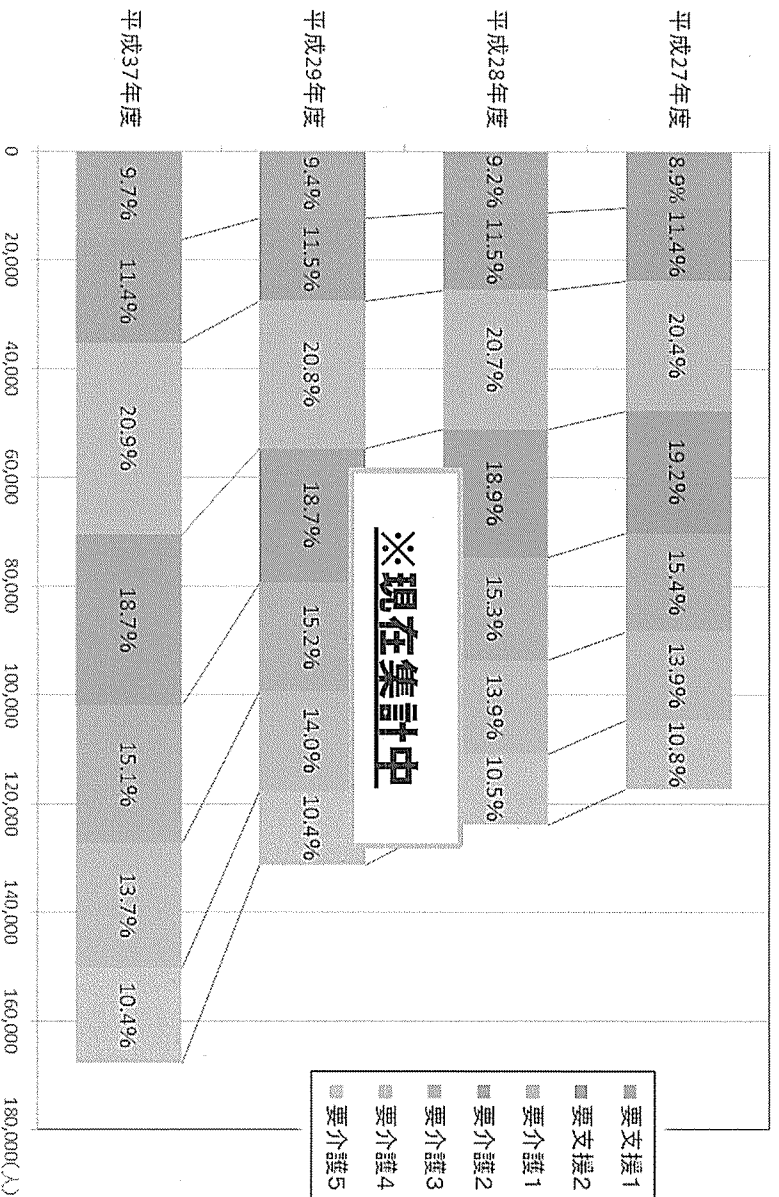 平成27年度
8.9% 11.4% 20.4% 19.2% 15.4% 13.9% 10.8%
平成28年度
9.2% 11.5% 20.7% 18.9% 15.3% 13.9% 10.5%
※現在集計中
平成29年度
9.4% 11.5% 20.8% 18.7% 15.2% 14.0% 10.4%
平成37年度
9.7% 11.4% 20.9% 18.7% 15.1% 13.7% 10.4%
0 20,000 40,000 60,000 80,000 100,000 120,000 140,000 160,000 180,000(人)
要支援1
要支援2
要介護1
要介護2
要介護3
要介護4
要介護5